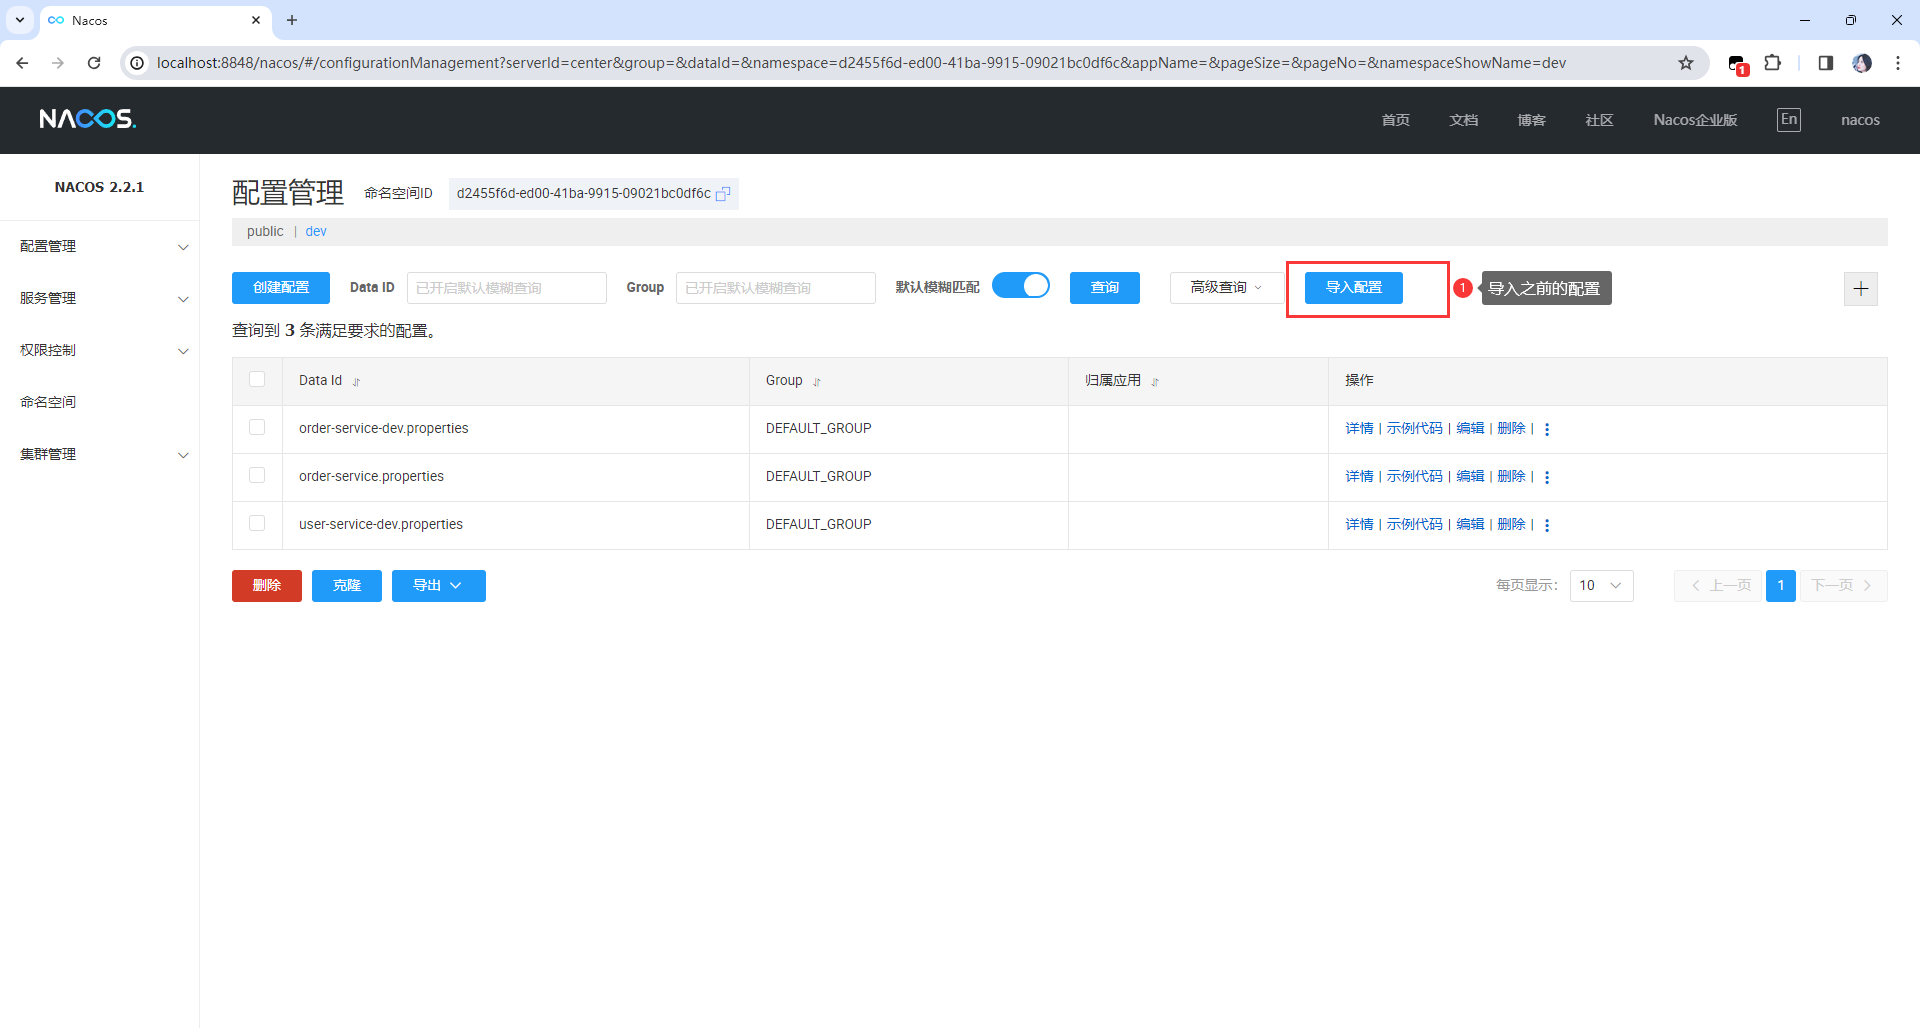 Nacos
localhost:8848/nacos/#/configurationManagement?serverId=center&group=&dataId=&namespace=d2455f6d-ed00-41ba-9915-09021bc0df6c&appName=&pageSize=&pageNo=&namespaceShowName=dev
1
NACOS.
首页 文档 博客 社区 Nacos企业版 En nacos
NACOS 2.2.1
配置管理
服务管理
权限控制
命名空间
集群管理
配置管理 命名空间ID d2455f6d-ed00-41ba-9915-09021bc0df6c
public | dev
创建配置 Data ID 已开启默认模糊查询 Group 已开启默认模糊查询 默认模糊匹配 查询 高级查询 导入配置 1 导入之前的配置
查询到 3 条满足要求的配置。
Data Id Group 归属应用 操作
order-service-dev.properties DEFAULT_GROUP 详情 | 示例代码 | 编辑 | 删除 |
order-service.properties DEFAULT_GROUP 详情 | 示例代码 | 编辑 | 删除 |
user-service-dev.properties DEFAULT_GROUP 详情 | 示例代码 | 编辑 | 删除 |
删除 克隆 导出 每页显示: 10 上一页 1 下一页